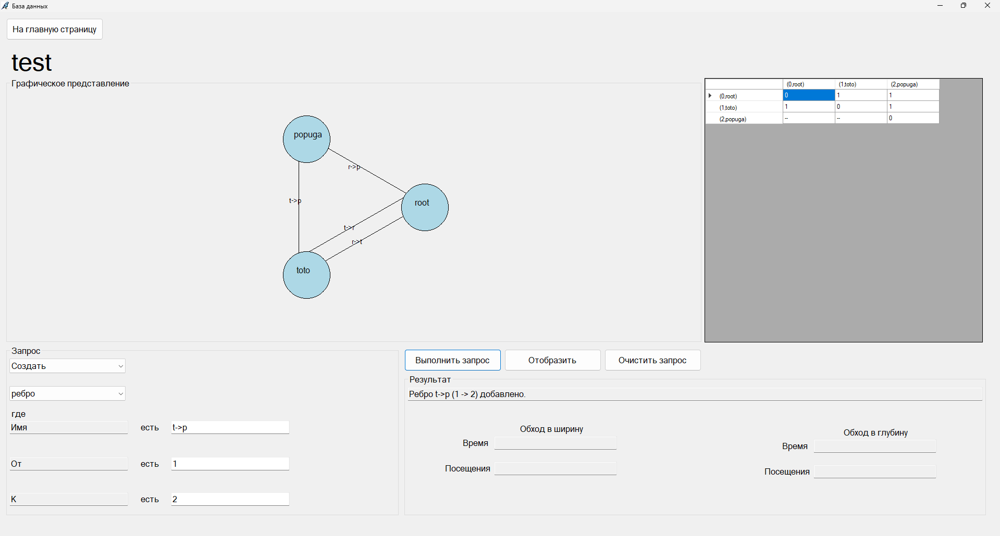 База данных
На главную страницу
test
Графическое представление
popuga
r->p
t->p
root
t->r
r->t
toto
(0,root) (1,toto) (2,popuga)
(0,root) 0 1 1
(1,toto) 1 0 1
(2,popuga) -- -- 0
Запрос
Создать
ребро
где
Имя есть t->p
От есть 1
К есть 2
Выполнить запрос Отобразить Очистить запрос
Результат
Ребро t->p (1 -> 2) добавлено.
Обход в ширину
Время
Посещения
Обход в глубину
Время
Посещения